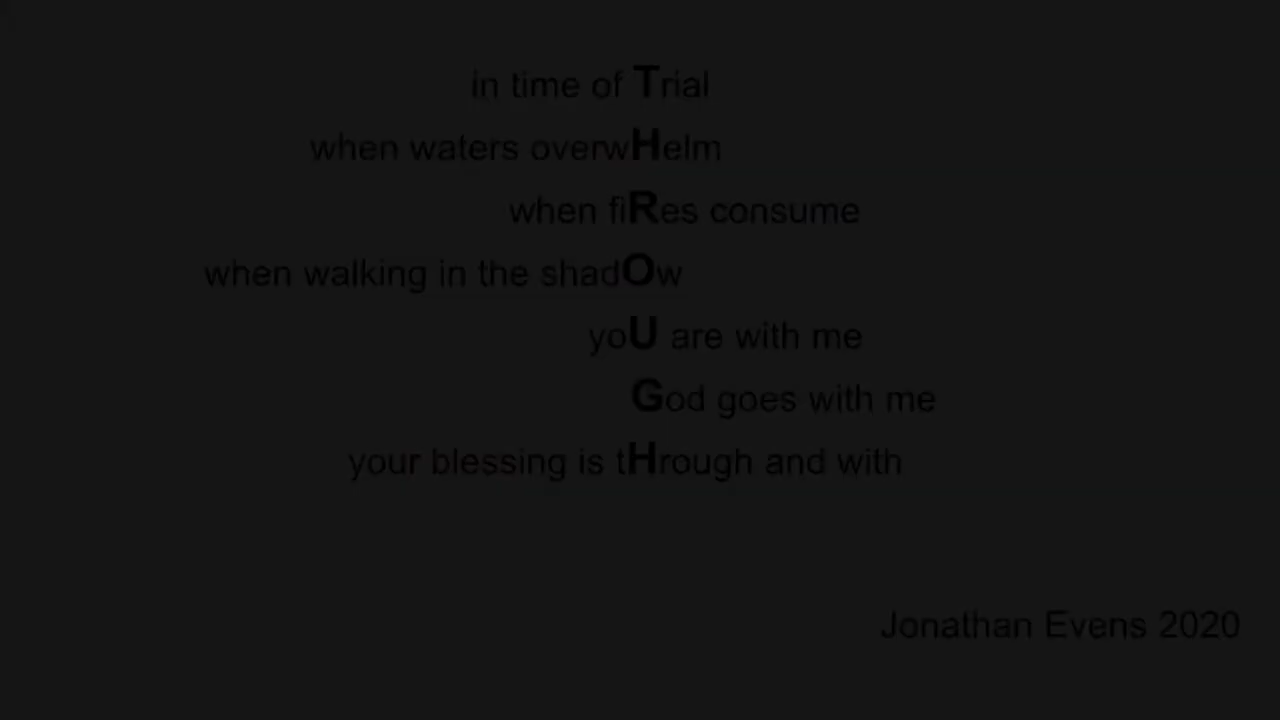 in time of Trial
when waters overwHelm
when fiRes consume
when walking in the shadOw
yoU are with me
God goes with me
your blessing is tHrough and with
Jonathan Evens 2020